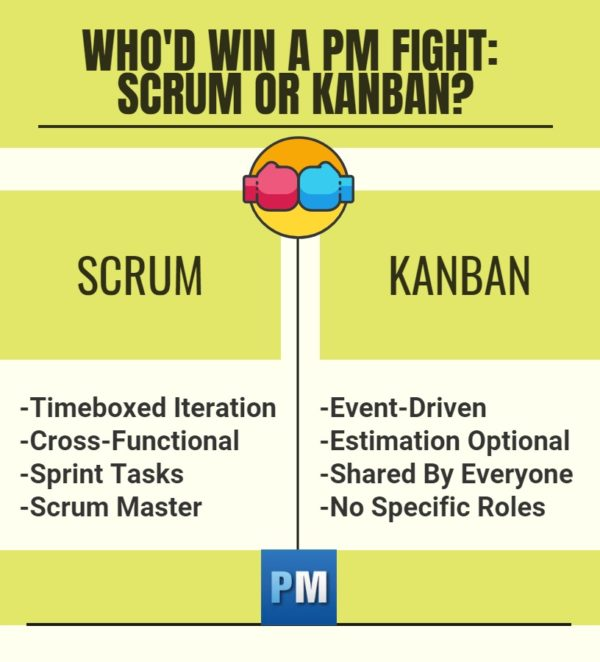 WHO'D WIN A PM FIGHT:
SCRUM OR KANBAN?
SCRUM
-Timeboxed Iteration
-Cross-Functional
-Sprint Tasks
-Scrum Master
KANBAN
-Event-Driven
-Estimation Optional
-Shared By Everyone
-No Specific Roles
PM